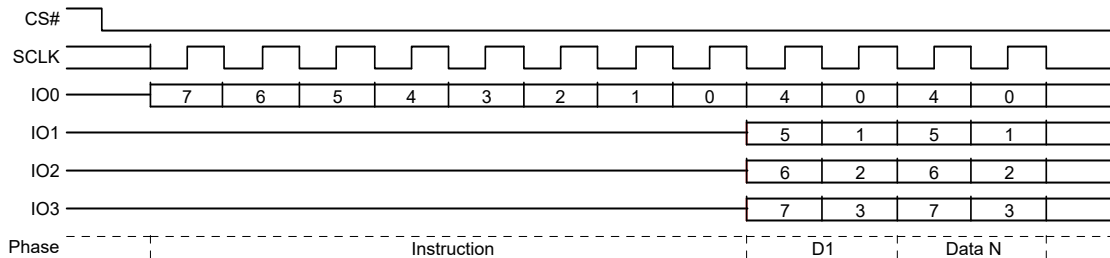 CS#
SCLK
IO0 7 6 5 4 3 2 1 0 4 0 4 0
IO1 5 1 5 1
IO2 6 2 6 2
IO3 7 3 7 3
Phase Instruction D1 Data N